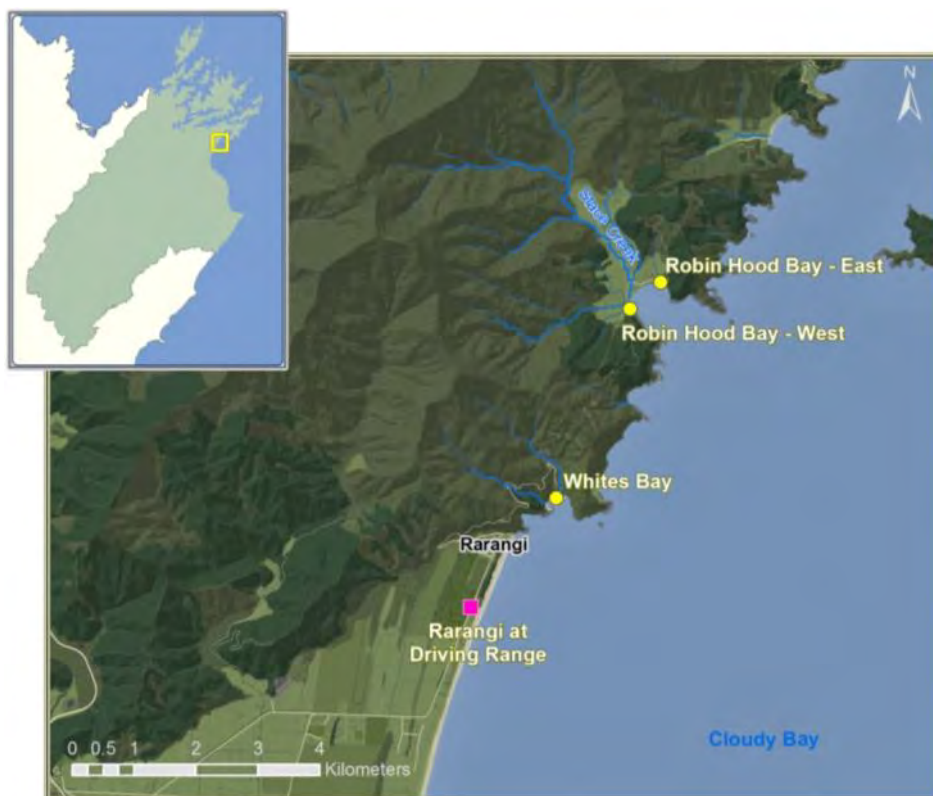 N
Robin Hood Bay - East
Robin Hood Bay - West
Whites Bay
Rarangi
Rarangi at
Driving Range
Cloudy Bay
0 0.5 1 2 3 4
Kilometers